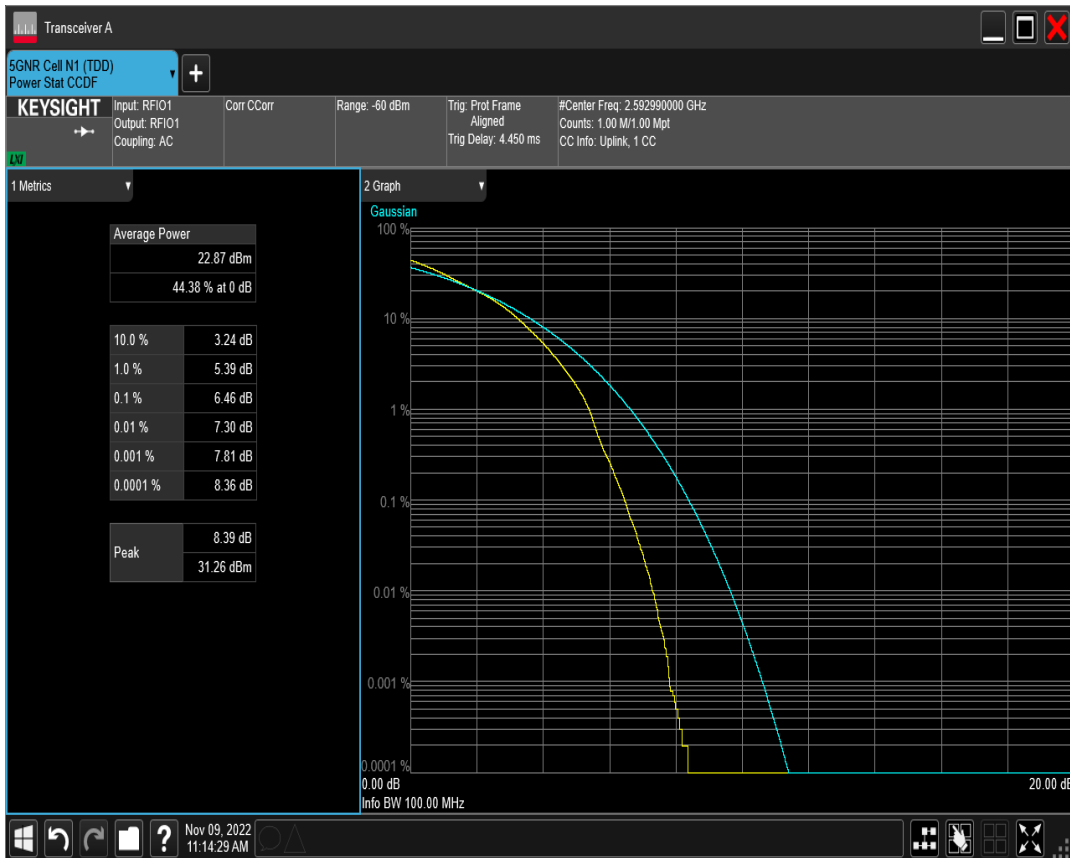 Transceiver A
5GNR Cell N1 (TDD)
Power Stat CCDF
+
KEYSIGHT
LXI
Input: RFIO1
Output: RFIO1
Coupling: AC
Corr CCorr
Range: -60 dBm
Trig: Prot Frame
Aligned
Trig Delay: 4.450 ms
#Center Freq: 2.592990000 GHz
Counts: 1.00 M/1.00 Mpt
CC Info: Uplink, 1 CC
1 Metrics
Average Power
22.87 dBm
44.38 % at 0 dB
10.0 % 3.24 dB
1.0 % 5.39 dB
0.1 % 6.46 dB
0.01 % 7.30 dB
0.001 % 7.81 dB
0.0001 % 8.36 dB
Peak 8.39 dB
31.26 dBm
2 Graph
Gaussian
100 %
10 %
1 %
0.1 %
0.01 %
0.001 %
0.0001 %
0.00 dB 20.00 dB
Info BW 100.00 MHz
?
Nov 09, 2022
11:14:29 AM